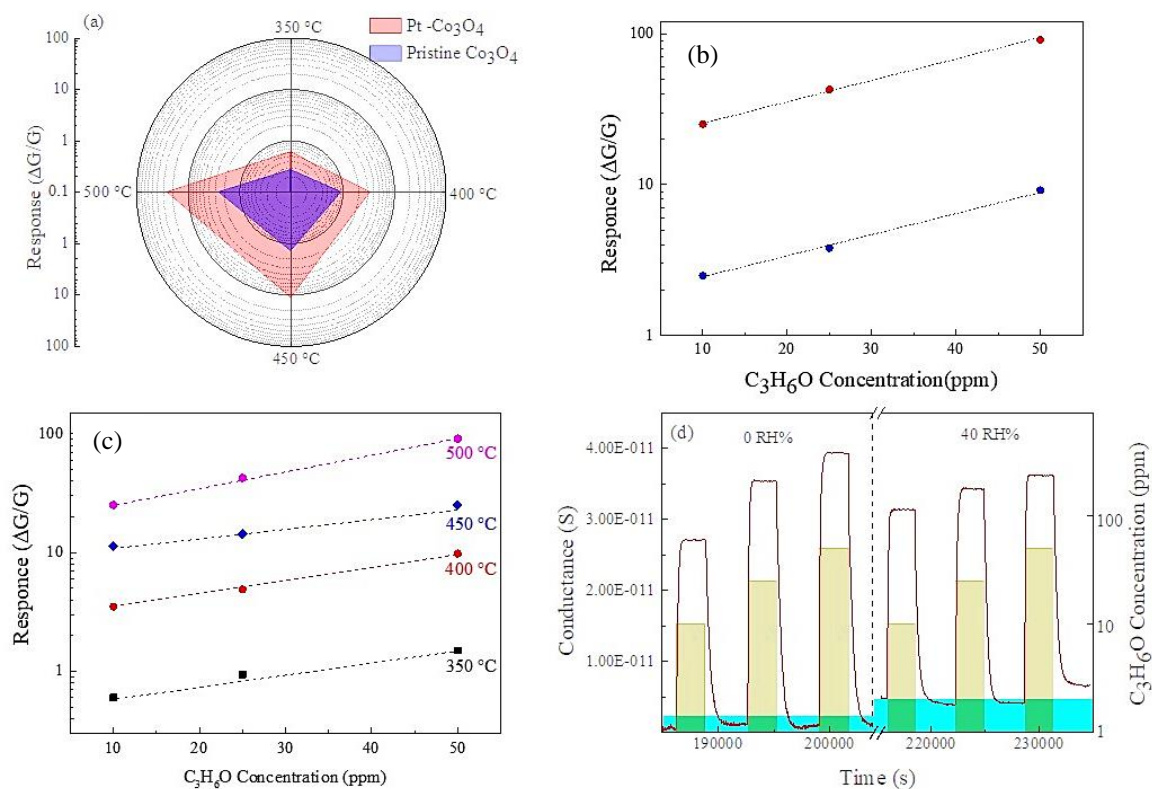 (a)
350 °C
Pt -Co3O4
Pristine Co3O4
100
10
1
0.1
1
10
100
Response (ΔG/G)
500 °C
400 °C
450 °C
(b)
100
10
1
Responce (ΔG/G)
10 20 30 40 50
C3H6O Concentration(ppm)
(c)
100
10
1
Responce (ΔG/G)
500 °C
450 °C
400 °C
350 °C
10 20 30 40 50
C3H6O Concentration (ppm)
(d)
0 RH%
40 RH%
4.00E-011
3.00E-011
2.00E-011
1.00E-011
Conductance (S)
100
10
1
C3H6O Concentration (ppm)
190000 200000 220000 230000
Time (s)